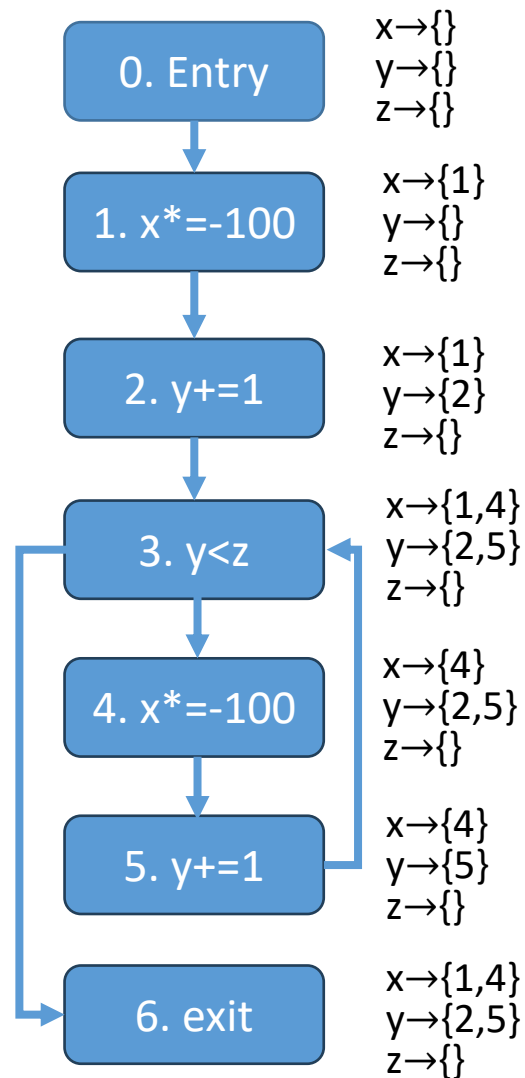 0. Entry
x→{}
y→{}
z→{}
1. x*=-100
x→{1}
y→{}
z→{}
2. y+=1
x→{1}
y→{2}
z→{}
3. y<z
x→{1,4}
y→{2,5}
z→{}
4. x*=-100
x→{4}
y→{2,5}
z→{}
5. y+=1
x→{4}
y→{5}
z→{}
6. exit
x→{1,4}
y→{2,5}
z→{}